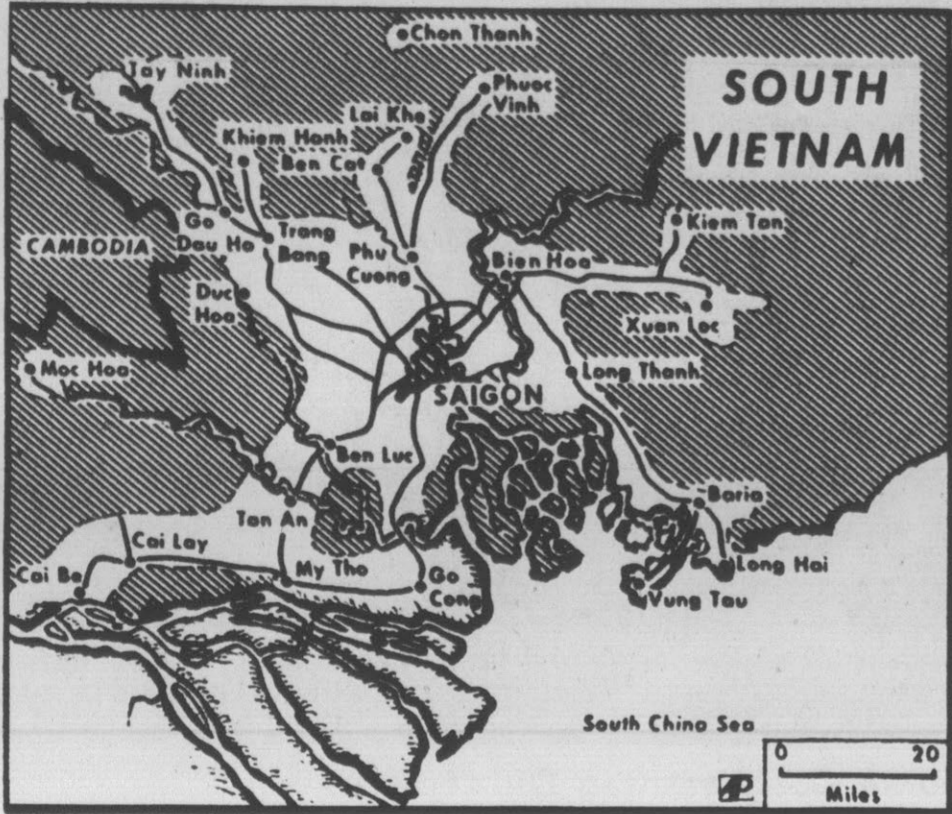 Chon Thanh
Tay Ninh
SOUTH
VIETNAM
Phuoc
Vinh
Lai Khe
Khiem Hanh
Ben Cat
Go
Dau Ha
Trang
Bang
Kiem Tan
CAMBODIA
Phu
Cuong
Bien Hoa
Duc
Hoa
Xuan Loc
Moc Hoa
Long Thanh
SAIGON
Ben Luc
Baria
Tan An
Cai Lay
Long Hai
Cai Be
My Tho
Go
Cong
Vung Tau
South China Sea
0 20
Miles
AP